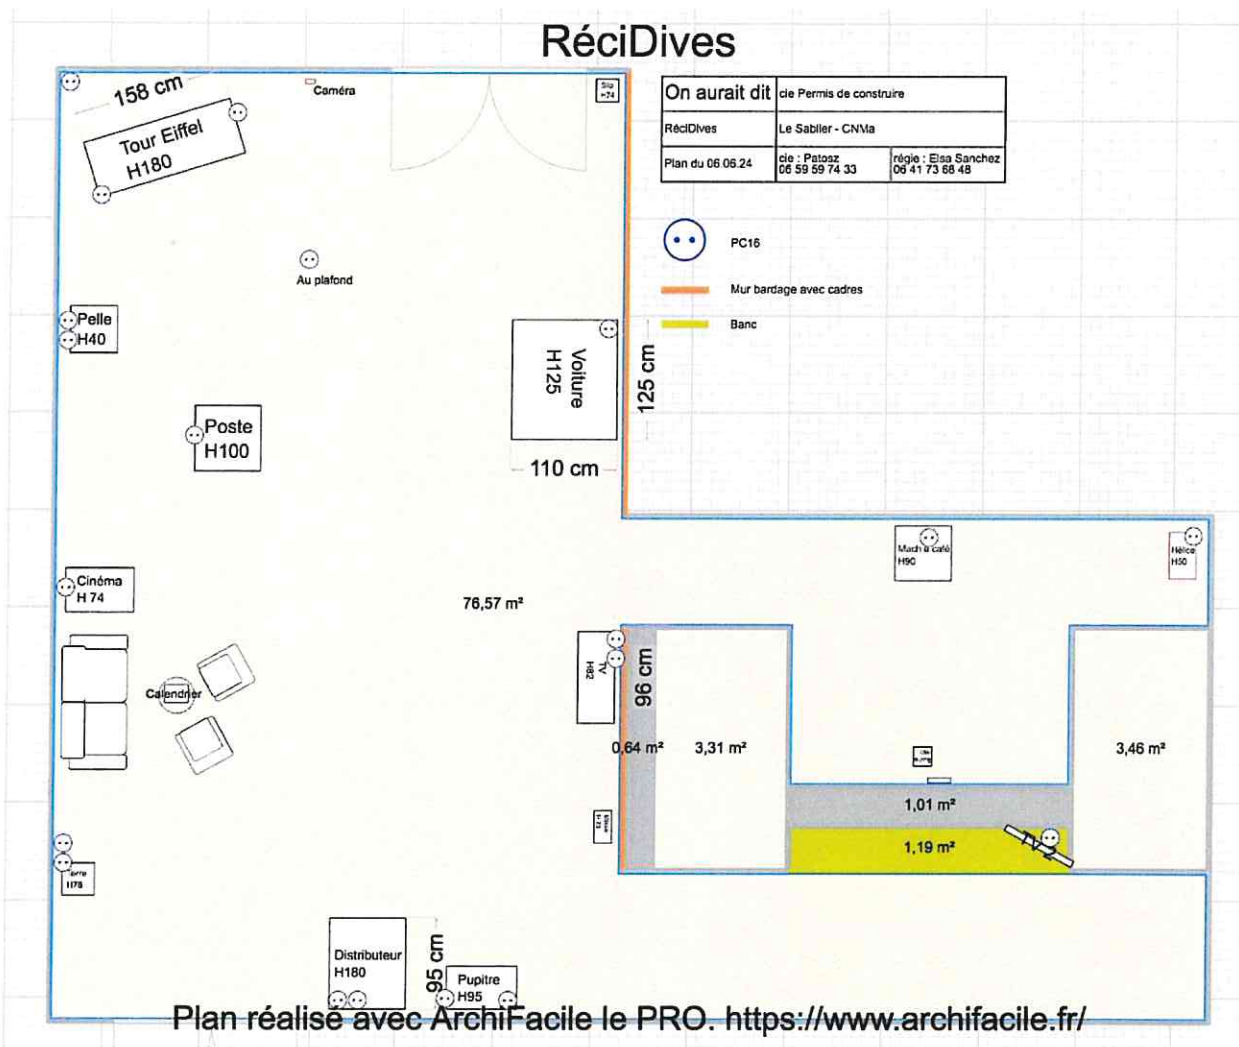 RéciDives
On aurait dit
cie Permis de construire
RéciDives
Le Sablier - CNMa
Plan du 06.06.24
cie : Patosz
06 59 59 74 33
régie : Elsa Sanchez
06 41 73 68 48
PC16
Mur bardage avec cadres
Banc
158 cm
Tour Eiffel
H180
Caméra
H74
Au plafond
Pelle
H40
Voiture
H125
125 cm
110 cm
Poste
H100
Mach à café
H90
Hélice
H50
Cinéma
H 74
76,57 m²
TV
H82
96 cm
Calendrier
0,64 m²
3,31 m²
3,46 m²
1,01 m²
1,19 m²
Terre
H78
Distributeur
H180
95 cm
Pupitre
H95
Plan réalisé avec ArchiFacile le PRO. https://www.archifacile.fr/